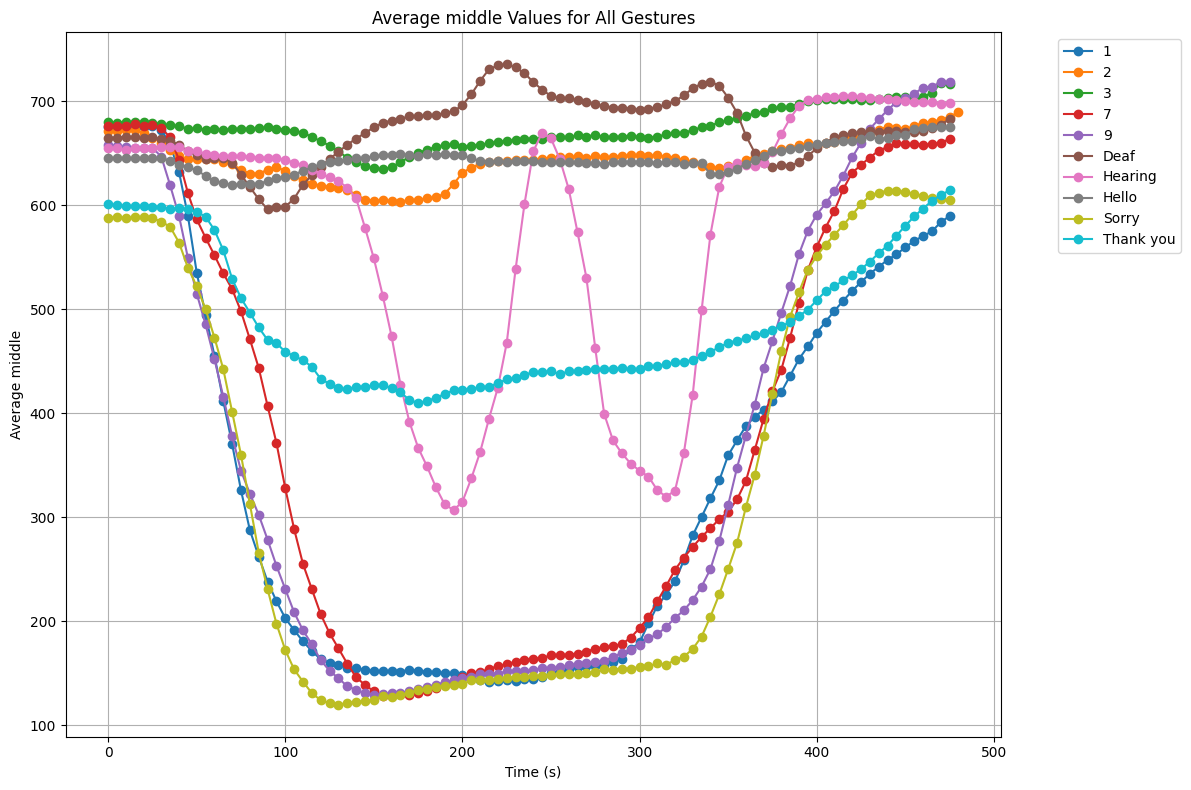 Average middle Values for All Gestures
1
2
3
7
9
Deaf
Hearing
Hello
Sorry
Thank you
Average middle
700
600
500
400
300
200
100
0
100
200
300
400
500
Time (s)